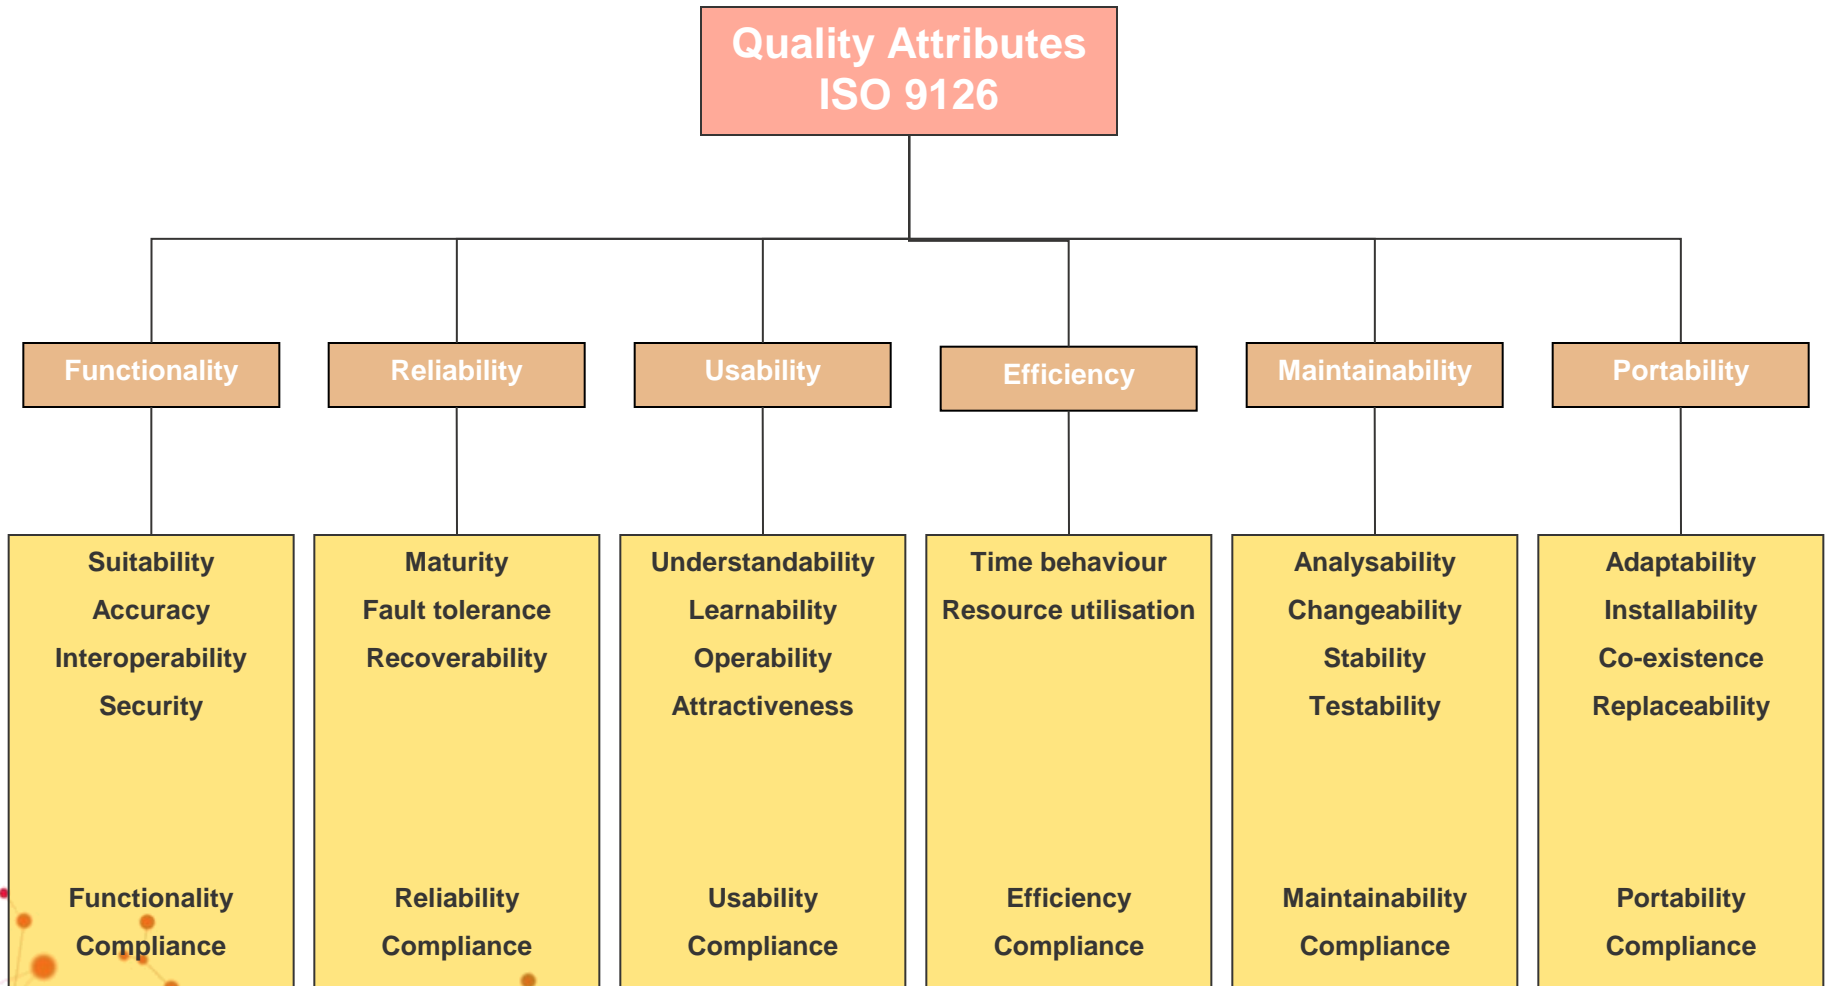 Quality Attributes
ISO 9126
Functionality
Reliability
Usability
Efficiency
Maintainability
Portability
Suitability
Accuracy
Interoperability
Security
Functionality
Compliance
Maturity
Fault tolerance
Recoverability
Reliability
Compliance
Understandability
Learnability
Operability
Attractiveness
Usability
Compliance
Time behaviour
Resource utilisation
Efficiency
Compliance
Analysability
Changeability
Stability
Testability
Maintainability
Compliance
Adaptability
Installability
Co-existence
Replaceability
Portability
Compliance